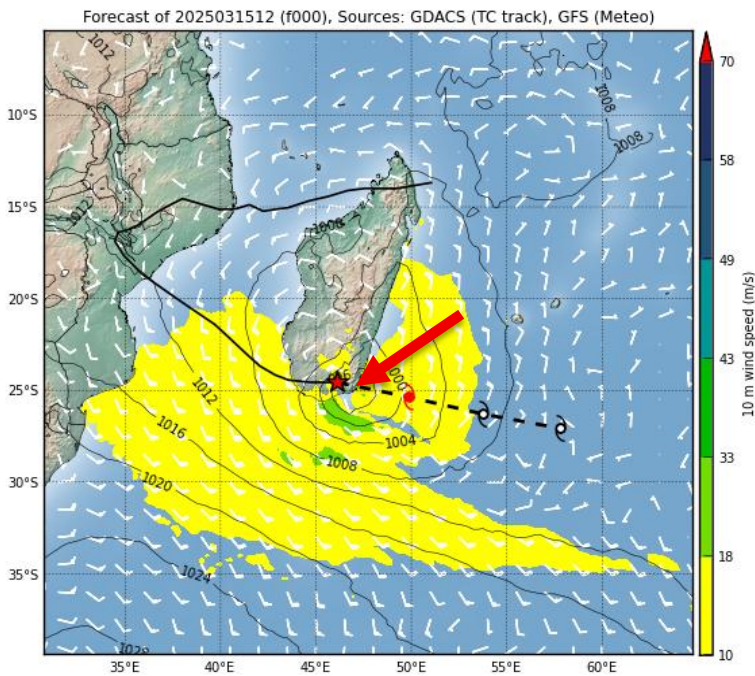 Forecast of 2025031512 (f000), Sources: GDACS (TC track), GFS (Meteo)
1012
1008
1008
1012
1008
1000
1012
1004
1016
1008
1020
1024
10°S
15°S
20°S
25°S
30°S
35°S
35°E
40°E
45°E
50°E
55°E
60°E
70
58
49
43
33
18
10
10 m wind speed (m/s)